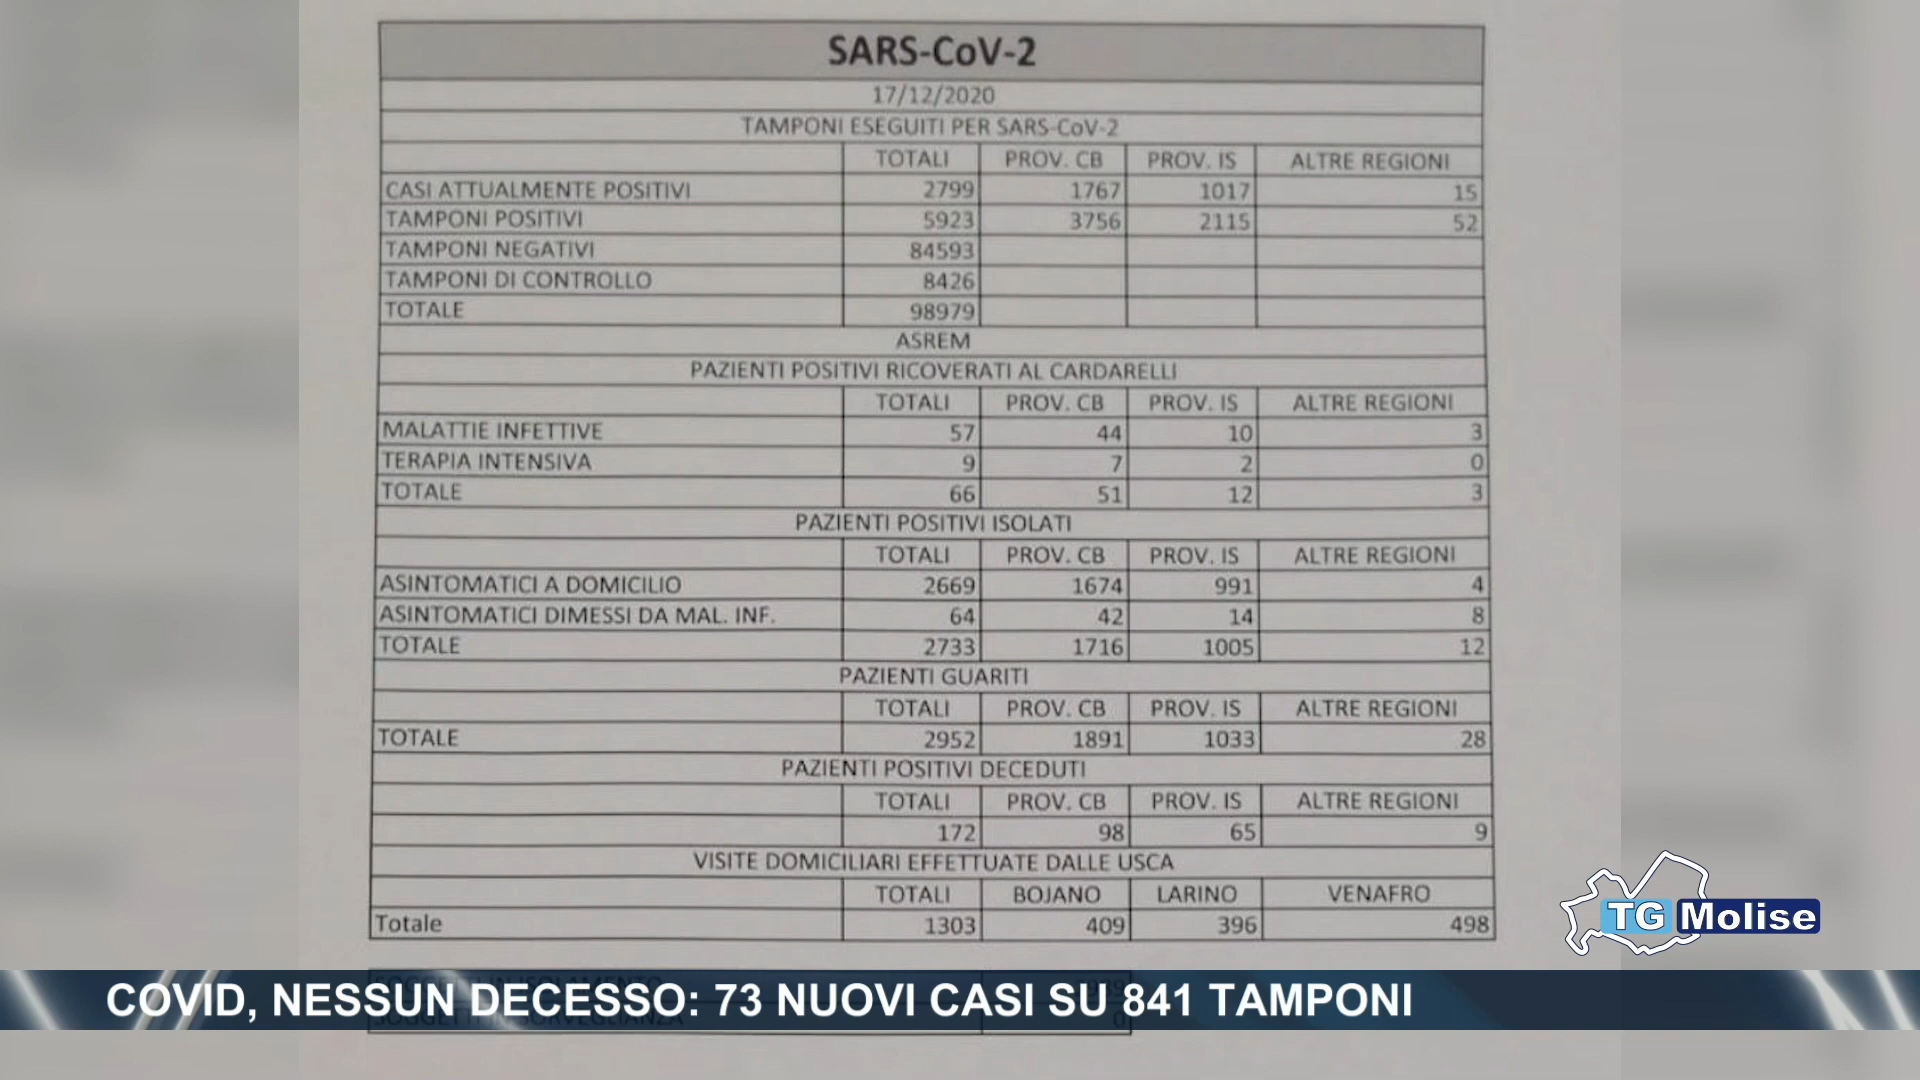 SARS-CoV-2
17/12/2020
TAMPONI ESEGUITI PER SARS-CoV-2
TOTALI PROV. CB PROV. IS ALTRE REGIONI
CASI ATTUALMENTE POSITIVI 2799 1767 1017 15
TAMPONI POSITIVI 5923 3756 2115 52
TAMPONI NEGATIVI 84593
TAMPONI DI CONTROLLO 8426
TOTALE 98979
ASREM
PAZIENTI POSITIVI RICOVERATI AL CARDARELLI
TOTALI PROV. CB PROV. IS ALTRE REGIONI
MALATTIE INFETTIVE 57 44 10 3
TERAPIA INTENSIVA 9 7 2 0
TOTALE 66 51 12 3
PAZIENTI POSITIVI ISOLATI
TOTALI PROV. CB PROV. IS ALTRE REGIONI
ASINTOMATICI A DOMICILIO 2669 1674 991 4
ASINTOMATICI DIMESSI DA MAL. INF. 64 42 14 8
TOTALE 2733 1716 1005 12
PAZIENTI GUARITI
TOTALI PROV. CB PROV. IS ALTRE REGIONI
TOTALE 2952 1891 1033 28
PAZIENTI POSITIVI DECEDUTI
TOTALI PROV. CB PROV. IS ALTRE REGIONI
172 98 65 9
VISITE DOMICILIARI EFFETTUATE DALLE USCA
TOTALI BOJANO LARINO VENAFRO
Totale 1303 409 396 498
TG Molise
COVID, NESSUN DECESSO: 73 NUOVI CASI SU 841 TAMPONI